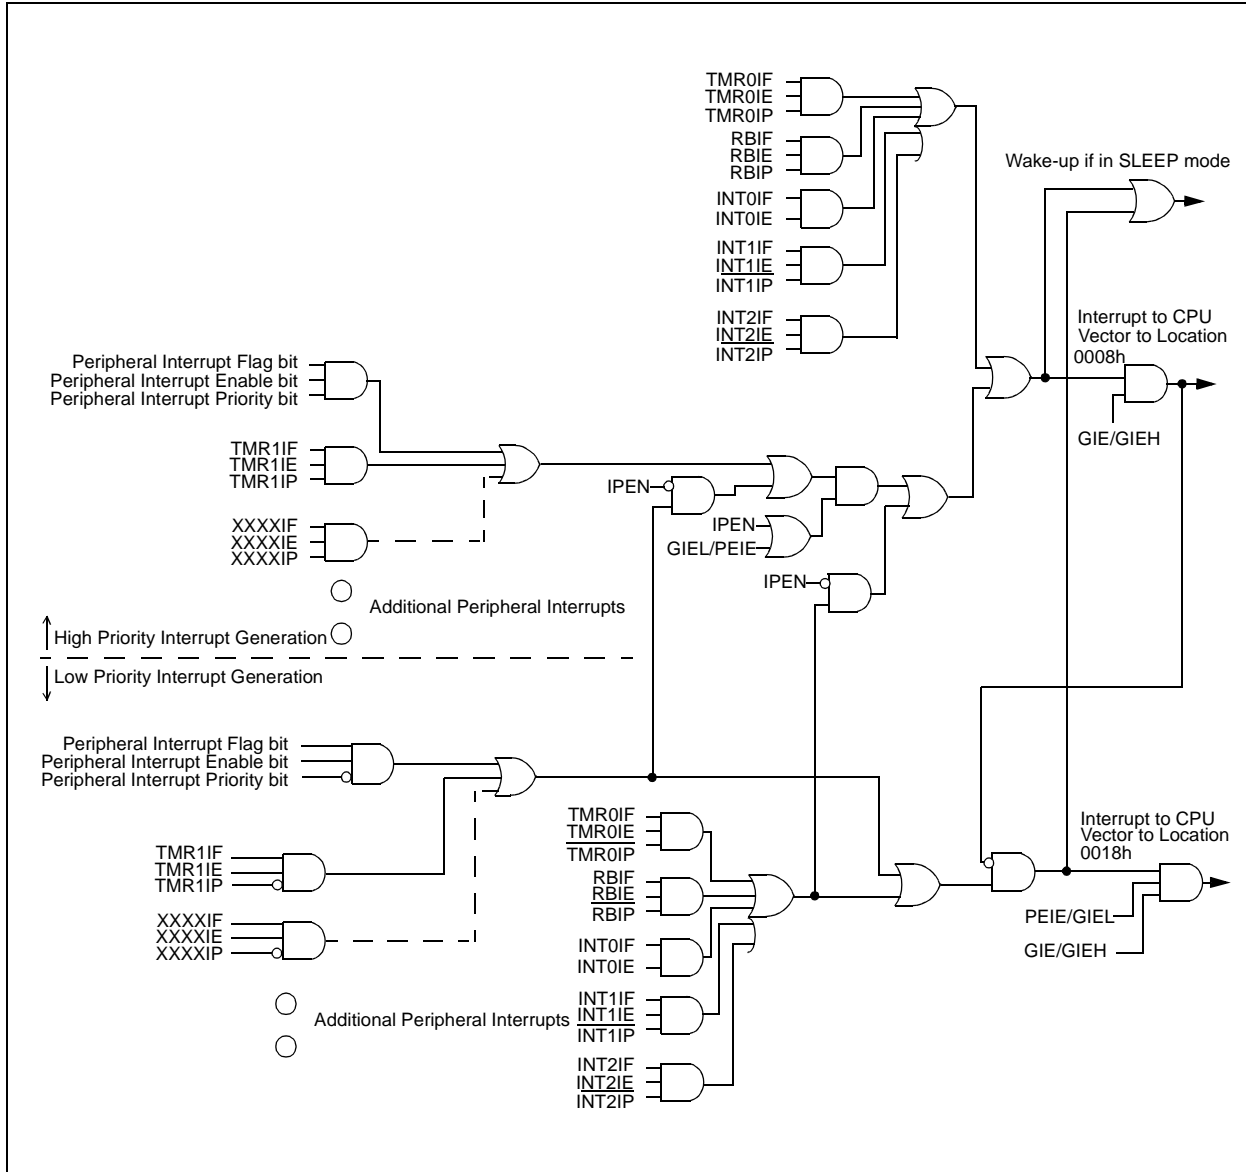 TMR0IF
TMR0IE
TMR0IP
RBIF
RBIE
RBIP
INT0IF
INT0IE
INT1IF
INT1IE
INT1IP
INT2IF
INT2IE
INT2IP
Wake-up if in SLEEP mode
Interrupt to CPU
Vector to Location
0008h
GIE/GIEH
Peripheral Interrupt Flag bit
Peripheral Interrupt Enable bit
Peripheral Interrupt Priority bit
TMR1IF
TMR1IE
TMR1IP
XXXXIF
XXXXIE
XXXXIP
IPEN
IPEN
GIEL/PEIE
IPEN
Additional Peripheral Interrupts
High Priority Interrupt Generation
Low Priority Interrupt Generation
Peripheral Interrupt Flag bit
Peripheral Interrupt Enable bit
Peripheral Interrupt Priority bit
TMR1IF
TMR1IE
TMR1IP
XXXXIF
XXXXIE
XXXXIP
Additional Peripheral Interrupts
TMR0IF
TMR0IE
TMR0IP
RBIF
RBIE
RBIP
INT0IF
INT0IE
INT1IF
INT1IE
INT1IP
INT2IF
INT2IE
INT2IP
Interrupt to CPU
Vector to Location
0018h
PEIE/GIEL
GIE/GIEH